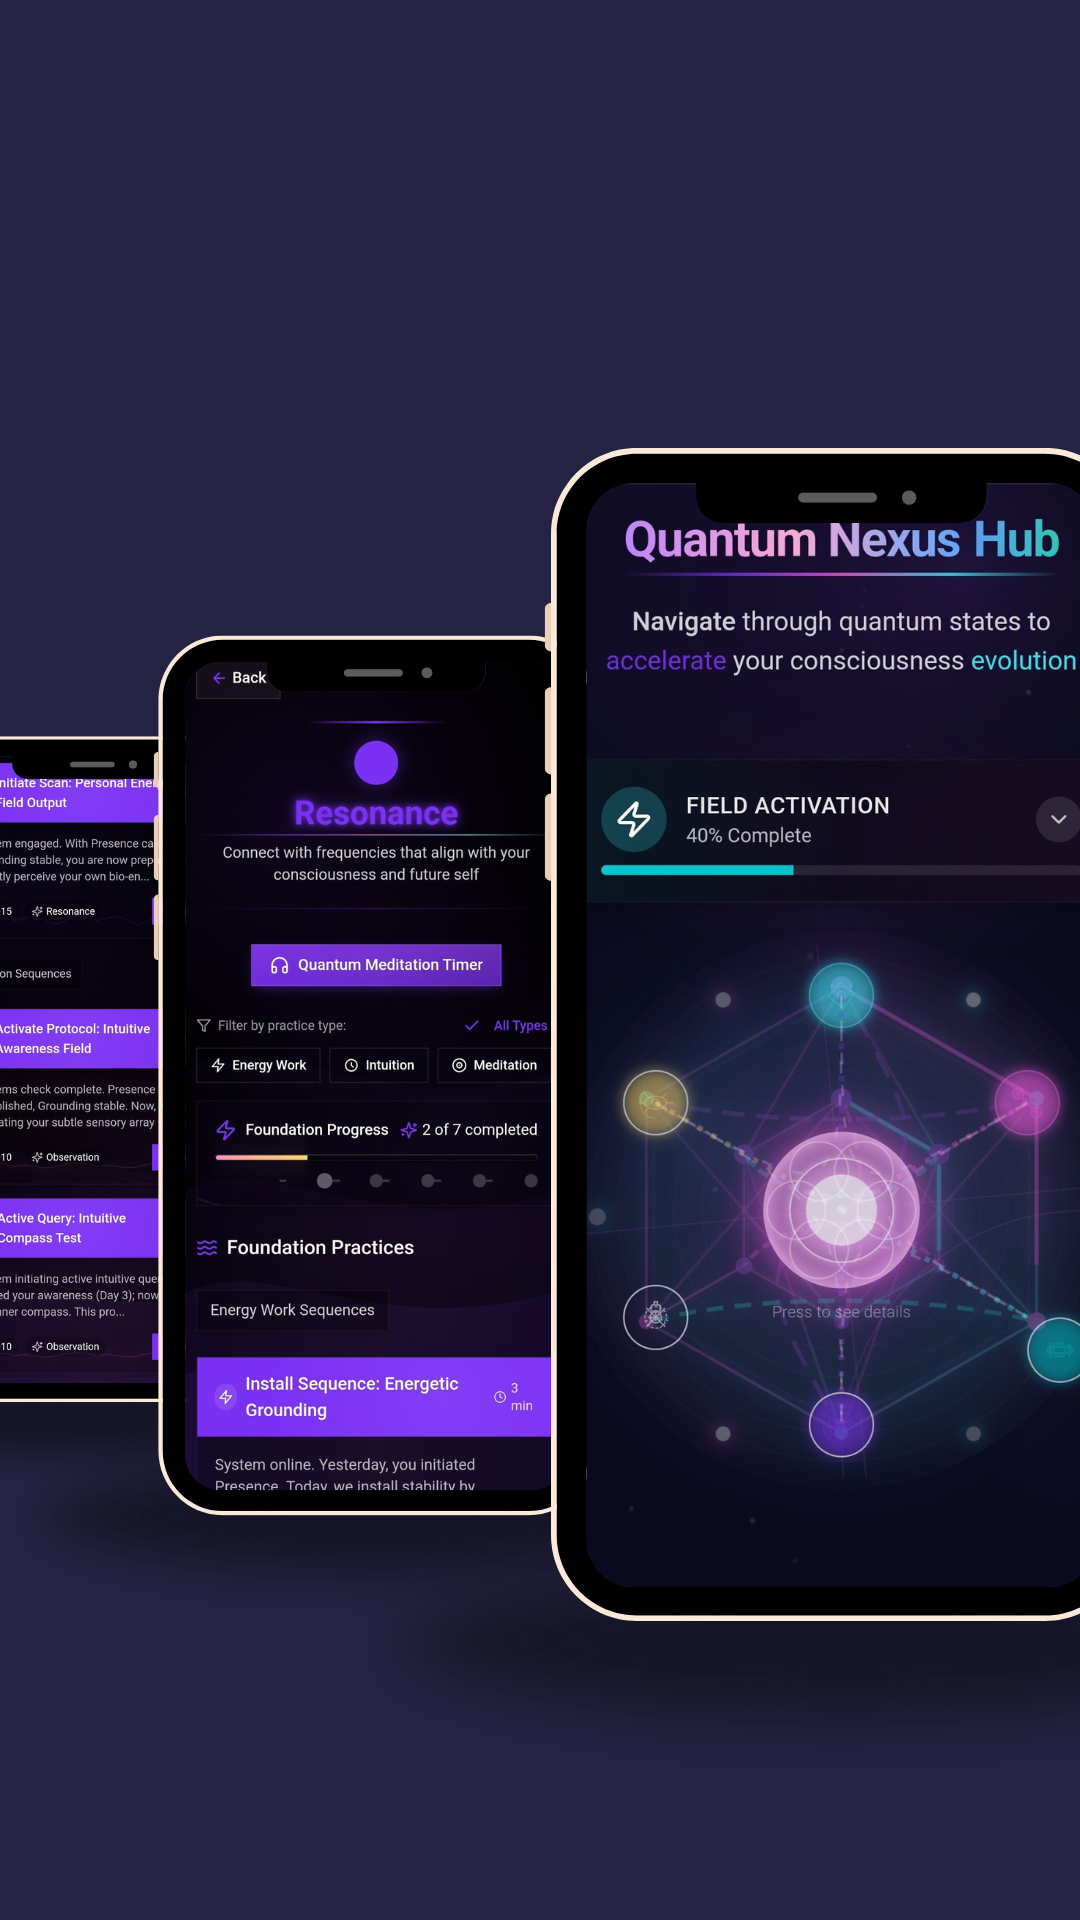 Quantum Nexus Hub
Navigate through quantum states to
accelerate your consciousness evolution
FIELD ACTIVATION
40% Complete
Press to see details
Back
Resonance
Connect with frequencies that align with your
consciousness and future self
Quantum Meditation Timer
Filter by practice type:
All Types
Energy Work
Intuition
Meditation
Foundation Progress
2 of 7 completed
Foundation Practices
Energy Work Sequences
Install Sequence: Energetic
Grounding
3
min
System online. Yesterday, you initiated
Presence. Today, we install stability by
nitiate Scan: Personal Ener
Field Output
em engaged. With Presence ca
nding stable, you are now prep
tly perceive your own bio-en...
15
Resonance
on Sequences
Activate Protocol: Intuitive
Awareness Field
ems check complete. Presence
blished, Grounding stable. Now,
ating your subtle sensory array
10
Observation
Active Query: Intuitive
Compass Test
em initiating active intuitive que
ed your awareness (Day 3); now
nner compass. This pro...
10
Observation